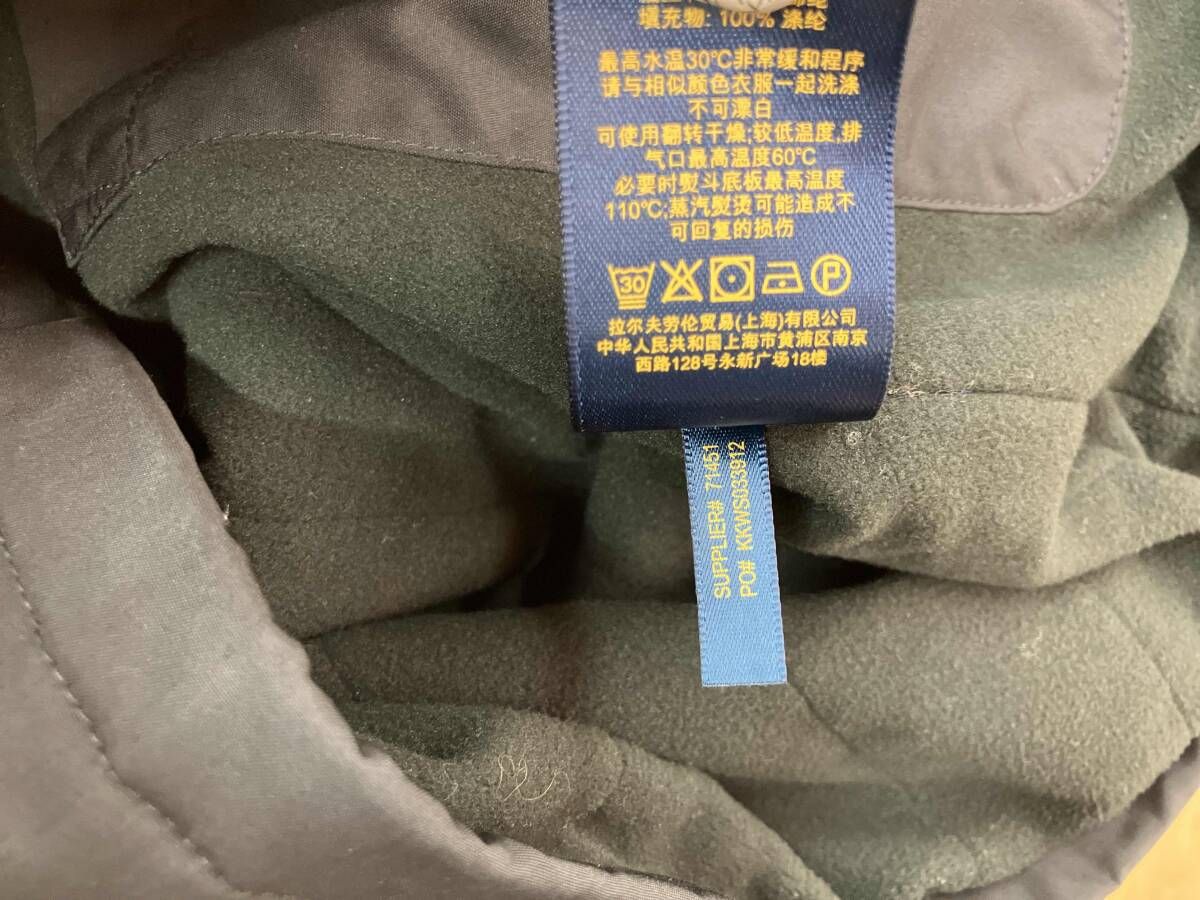 填充物: 100% 涤纶
最高水温30℃非常缓和程序
请与相似颜色衣服一起洗涤
不可漂白
可使用翻转干燥;较低温度,排
气口最高温度60℃
必要时熨斗底板最高温度
110℃;蒸汽熨烫可能造成不
可回复的损伤
30 P
拉尔夫劳伦贸易(上海)有限公司
中华人民共和国上海市黄浦区南京
西路128号永新广场18楼
SUPPLIER# 71451
PO# KKWS033912